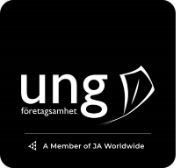 ung
företagsamhet
A Member of JA Worldwide